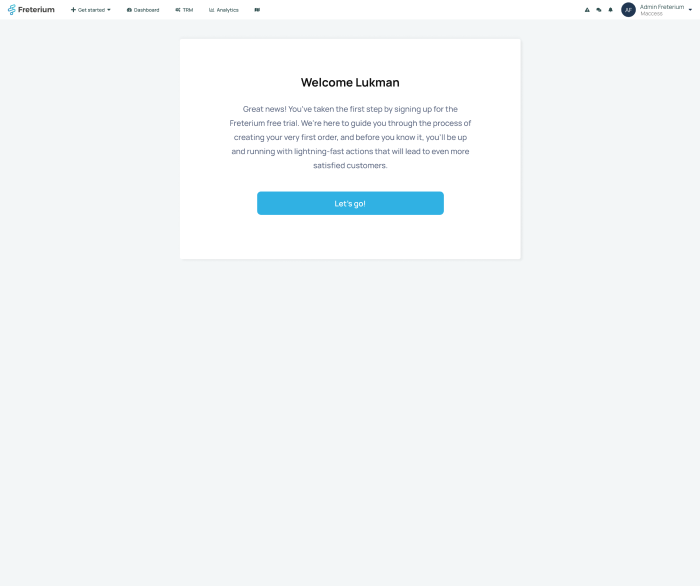 Freterium
Get started
Dashboard
TRM
Analytics
AF
Admin Freterium
Maccess
Welcome Lukman
Great news! You've taken the first step by signing up for the
Freterium free trial. We're here to guide you through the process of
creating your very first order, and before you know it, you'll be up
and running with lightning-fast actions that will lead to even more
satisfied customers.
Let's go!